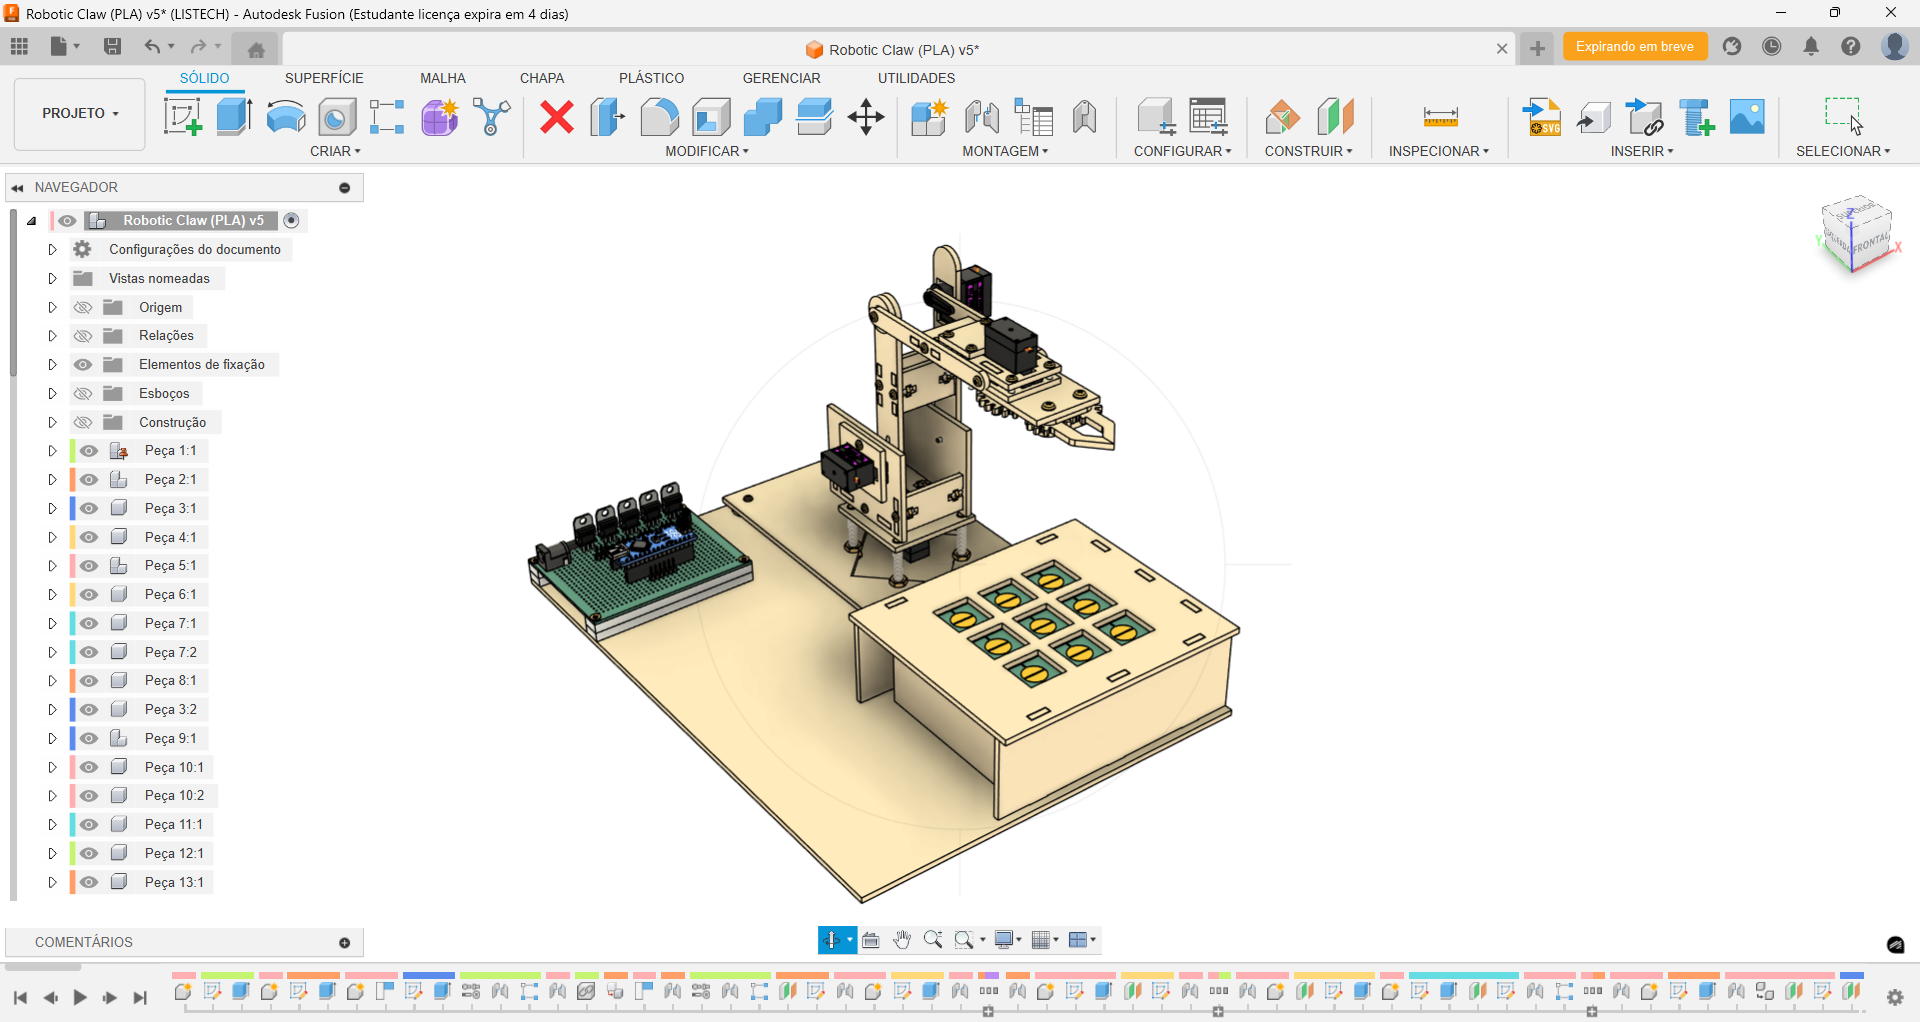 Robotic Claw (PLA) v5* (LISTECH) - Autodesk Fusion (Estudante licença expira em 4 dias)
Robotic Claw (PLA) v5*
Expirando em breve
SÓLIDO SUPERFÍCIE MALHA CHAPA PLÁSTICO GERENCIAR UTILIDADES
PROJETO
SVG
CRIAR MODIFICAR MONTAGEM CONFIGURAR CONSTRUIR INSPECIONAR INSERIR SELECIONAR
NAVEGADOR
Robotic Claw (PLA) v5
Configurações do documento
Vistas nomeadas
Origem
Relações
Elementos de fixação
Esboços
Construção
Peça 1:1
Peça 2:1
Peça 3:1
Peça 4:1
Peça 5:1
Peça 6:1
Peça 7:1
Peça 7:2
Peça 8:1
Peça 3:2
Peça 9:1
Peça 10:1
Peça 10:2
Peça 11:1
Peça 12:1
Peça 13:1
Z
Y
FRONTAL
X
COMENTÁRIOS